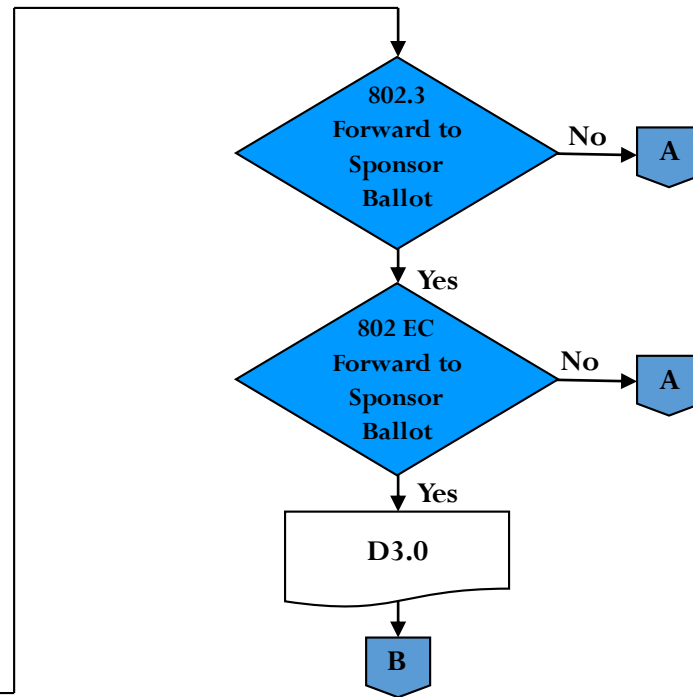 802.3
Forward to
Sponsor
Ballot
No
A
Yes
802 EC
Forward to
Sponsor
Ballot
No
A
Yes
D3.0
B